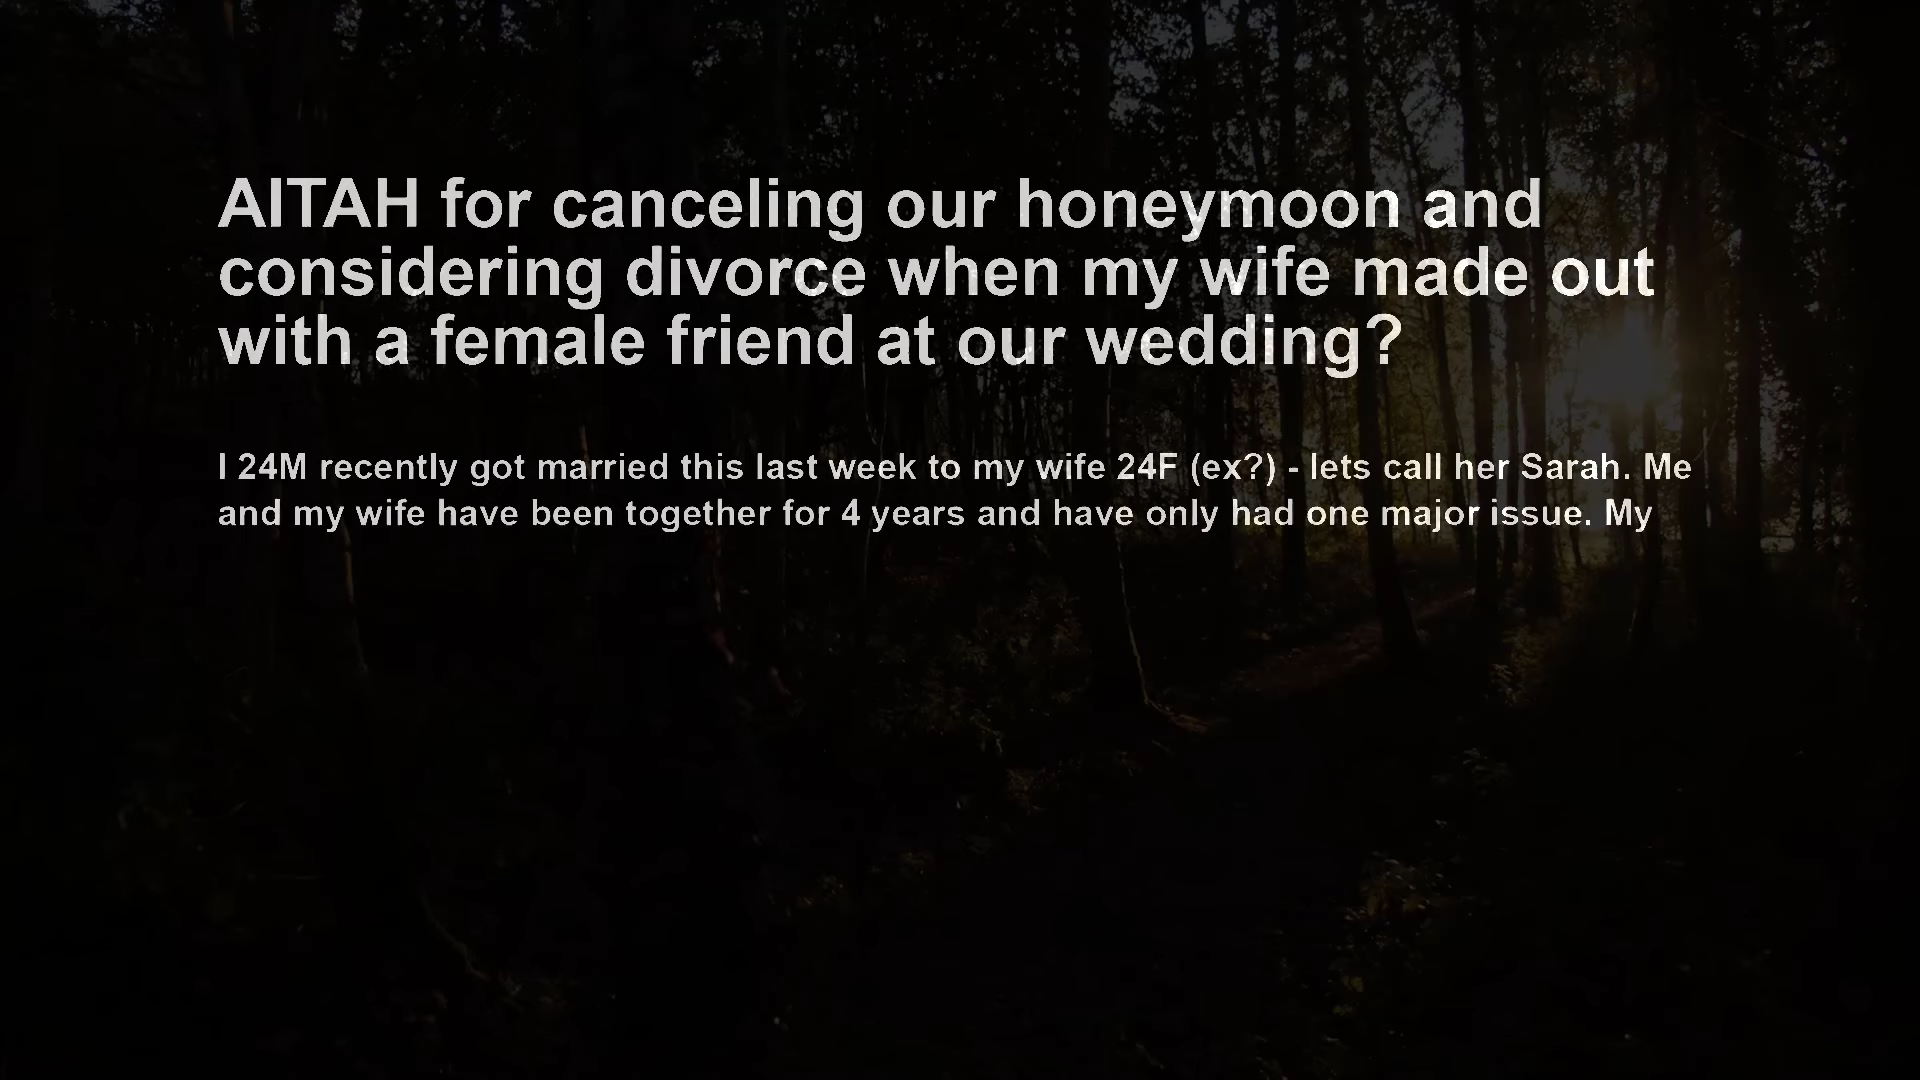 AITAH for canceling our honeymoon and
considering divorce when my wife made out
with a female friend at our wedding?
I 24M recently got married this last week to my wife 24F (ex?) - lets call her Sarah. Me
and my wife have been together for 4 years and have only had one major issue. My